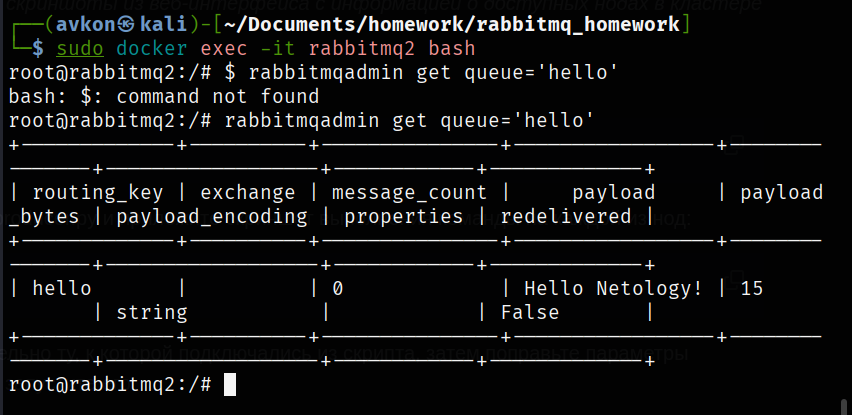 ┌──(avkon㉿kali)-[~/Documents/homework/rabbitmq_homework]
└─$ sudo docker exec -it rabbitmq2 bash
root@rabbitmq2:/# $ rabbitmqadmin get queue='hello'
bash: $: command not found
root@rabbitmq2:/# rabbitmqadmin get queue='hello'
+-------------+----------+---------------+-----------------+--------
-------+------------------+------------+-------------+
| routing_key | exchange | message_count |     payload     | payload
_bytes | payload_encoding | properties | redelivered |
+-------------+----------+---------------+-----------------+--------
-------+------------------+------------+-------------+
| hello       |          | 0             | Hello Netology! | 15
       | string           |            | False       |
+-------------+----------+---------------+-----------------+--------
-------+------------------+------------+-------------+
root@rabbitmq2:/#